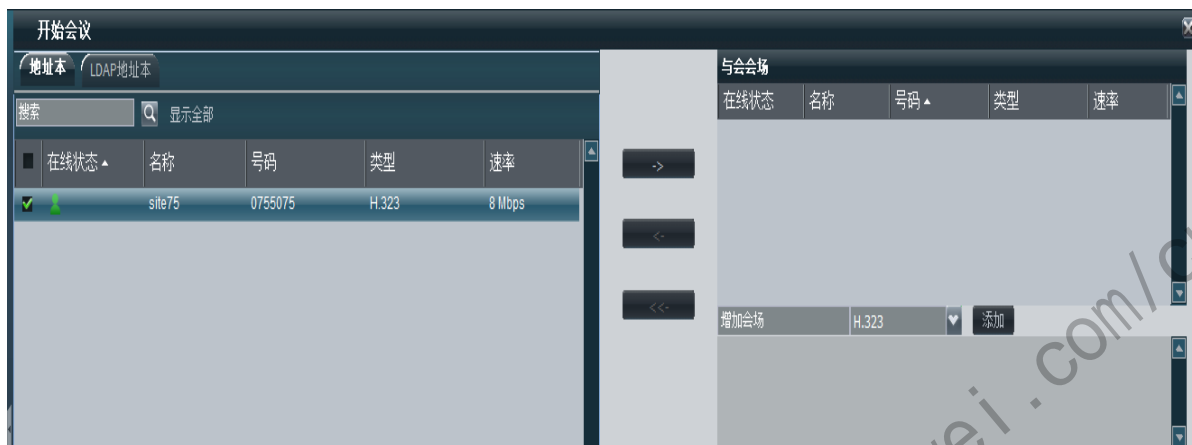 开始会议
地址本 LDAP地址本
搜索 显示全部
在线状态 名称 号码 类型 速率
site75 0755075 H.323 8 Mbps
->
<-
<<-
与会会场
在线状态 名称 号码 类型 速率
增加会场 H.323 添加
ei.com/c